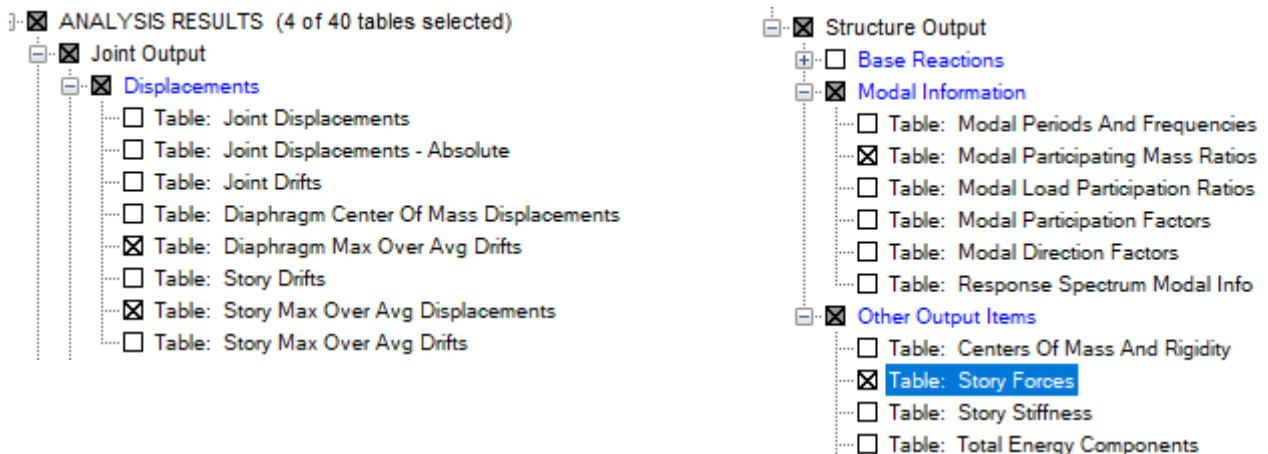 ANALYSIS RESULTS (4 of 40 tables selected)
Joint Output
Displacements
Table: Joint Displacements
Table: Joint Displacements - Absolute
Table: Joint Drifts
Table: Diaphragm Center Of Mass Displacements
Table: Diaphragm Max Over Avg Drifts
Table: Story Drifts
Table: Story Max Over Avg Displacements
Table: Story Max Over Avg Drifts
Structure Output
Base Reactions
Modal Information
Table: Modal Periods And Frequencies
Table: Modal Participating Mass Ratios
Table: Modal Load Participation Ratios
Table: Modal Participation Factors
Table: Modal Direction Factors
Table: Response Spectrum Modal Info
Other Output Items
Table: Centers Of Mass And Rigidity
Table: Story Forces
Table: Story Stiffness
Table: Total Energy Components